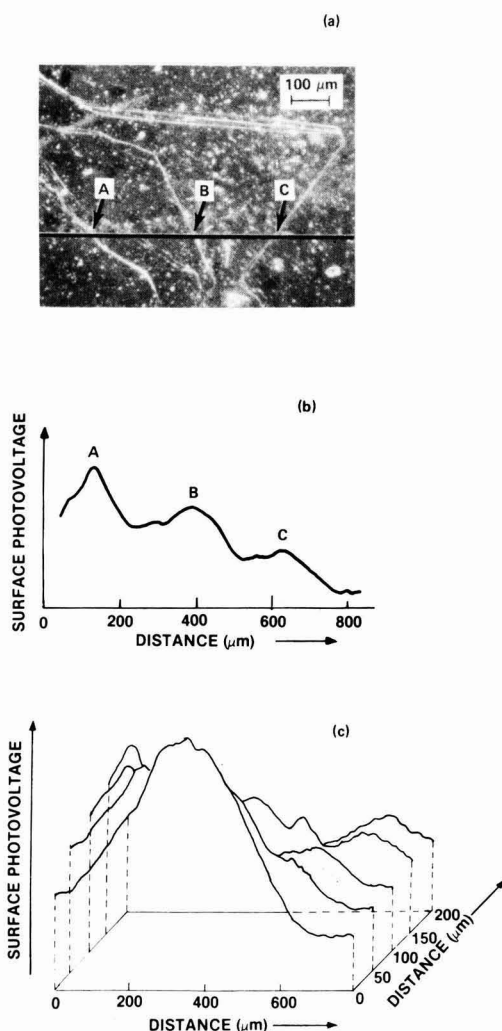 (a)
100 μm
A
B
C
(b)
SURFACE PHOTOVOLTAGE
A
B
C
0
200
400
600
800
DISTANCE (μm)
(c)
SURFACE PHOTOVOLTAGE
200
150
100
50
0
DISTANCE (μm)
0
200
400
600
DISTANCE (μm)